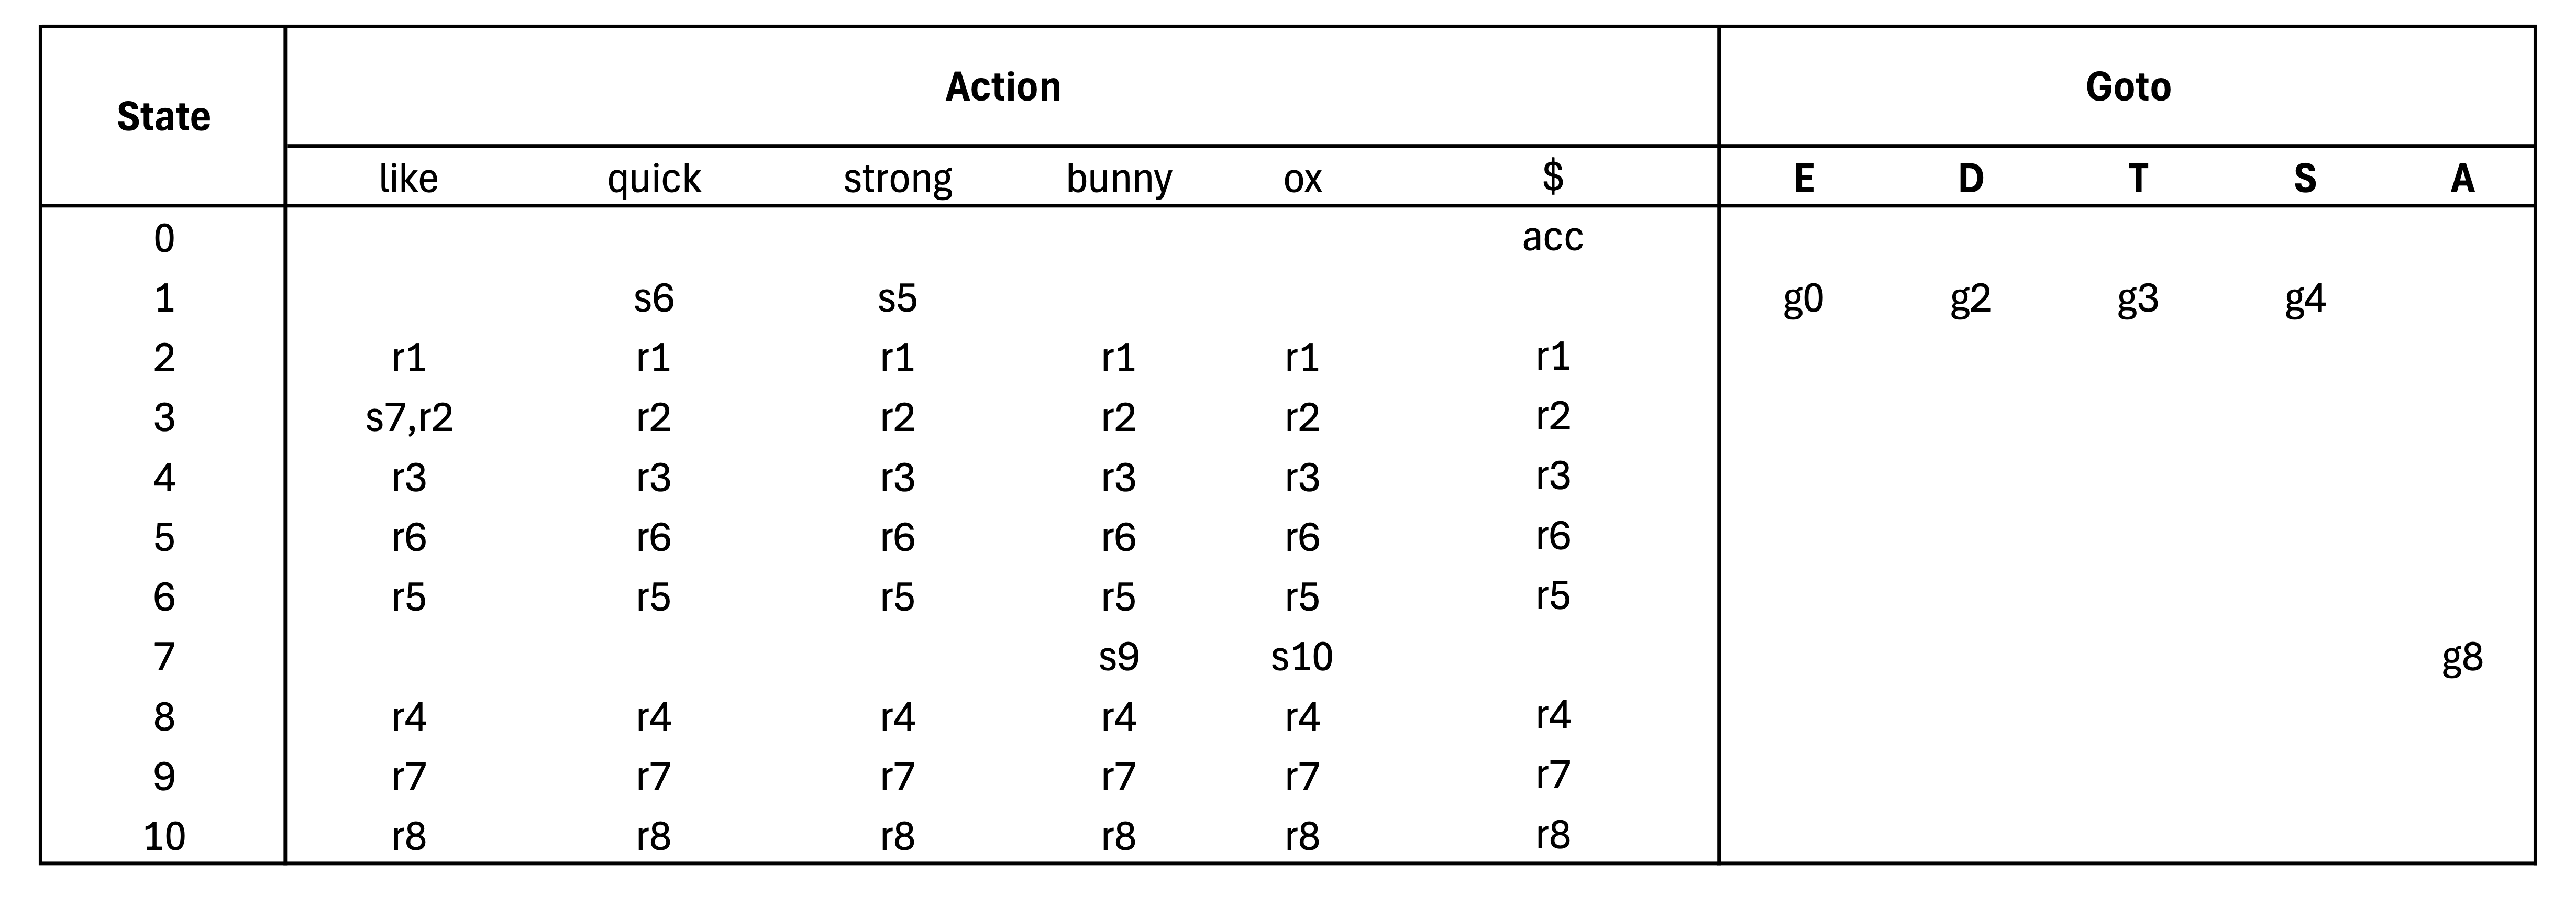 State Action Goto
like quick strong bunny ox $ E D T S A
0 acc
1 s6 s5 g0 g2 g3 g4
2 r1 r1 r1 r1 r1 r1
3 s7,r2 r2 r2 r2 r2 r2
4 r3 r3 r3 r3 r3 r3
5 r6 r6 r6 r6 r6 r6
6 r5 r5 r5 r5 r5 r5
7 s9 s10 g8
8 r4 r4 r4 r4 r4 r4
9 r7 r7 r7 r7 r7 r7
10 r8 r8 r8 r8 r8 r8